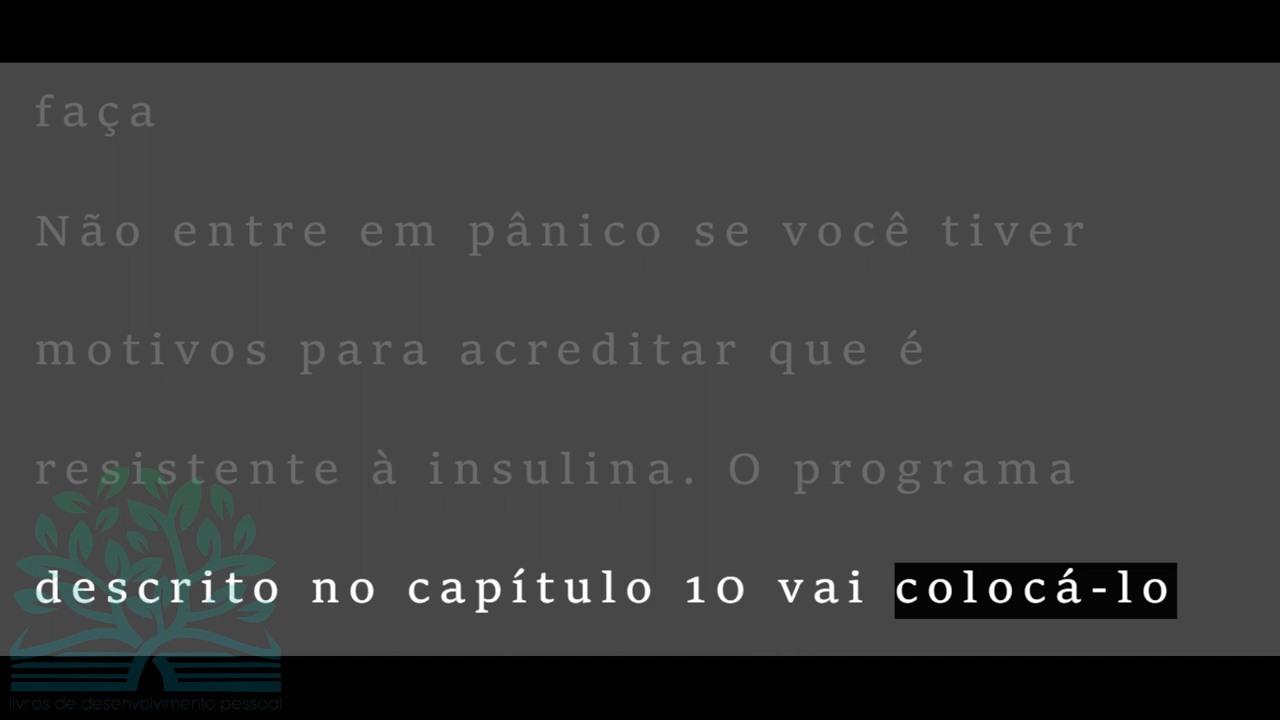 faça
Não entre em pânico se você tiver
motivos para acreditar que é
resistente à insulina. O programa
descrito no capítulo 10 vai colocá-lo
livros de desenvolvimento pessoal